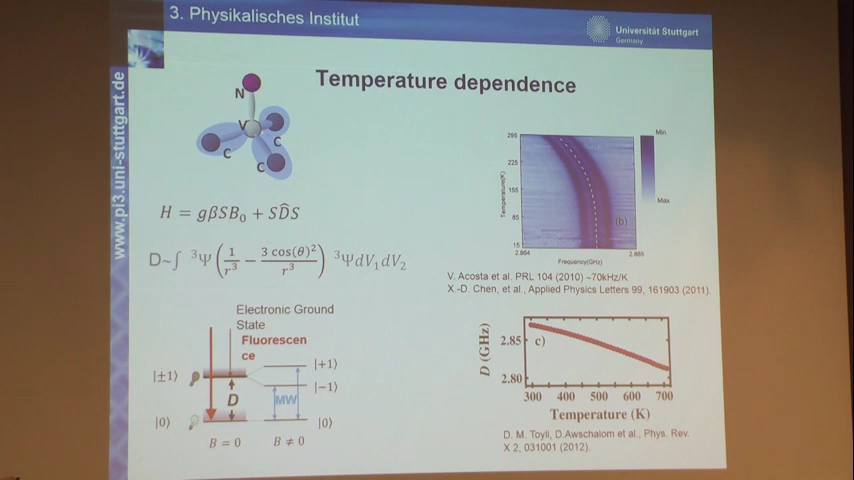 3. Physikalisches Institut
Universität Stuttgart
Germany
www.pi3.uni-stuttgart.de
Temperature dependence
N
V
C
C
C
H = gβSB₀ + SD̂S
D~∫ ³Ψ(1/r³ − 3 cos(θ)²/r³) ³ΨdV₁dV₂
Electronic Ground
State
Fluorescen
ce
|±1⟩
|+1⟩
|−1⟩
D
MW
|0⟩
|0⟩
B = 0
B ≠ 0
Min
Max
295
225
155
85
15
Temperature(K)
(b)
2.864
2.885
Frequency(GHz)
V. Acosta et al. PRL 104 (2010) ~70kHz/K
X.-D. Chen, et al., Applied Physics Letters 99, 161903 (2011).
D (GHz)
2.85
2.80
c)
300 400 500 600 700
Temperature (K)
D. M. Toyli, D.Awschalom et al., Phys. Rev.
X 2, 031001 (2012).